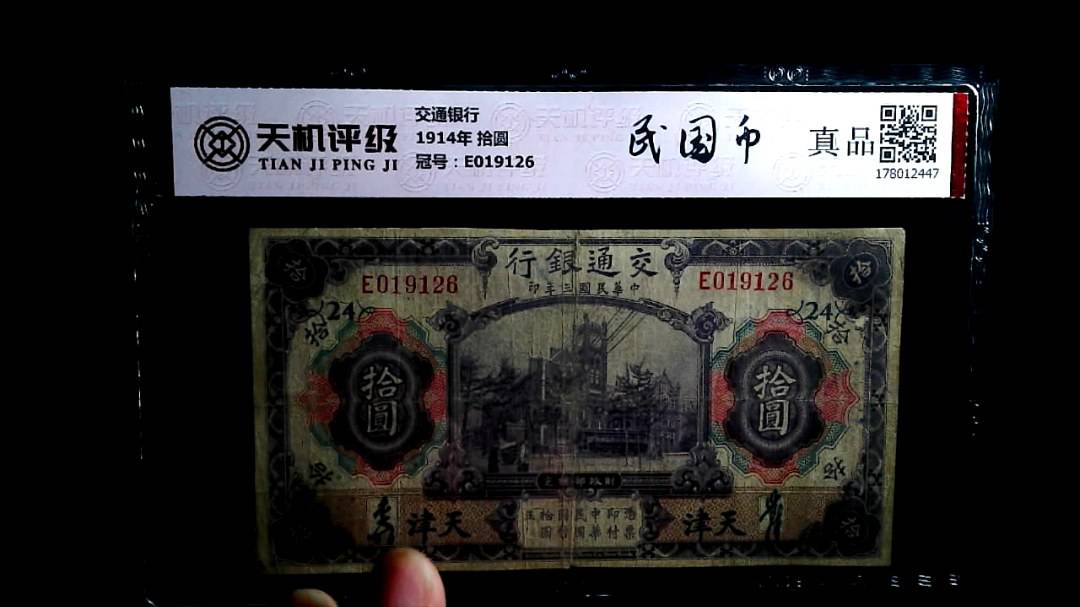 天机评级
TIAN JI PING JI
交通银行
1914年 拾圆
冠号：E019126
民国币
真品
178012447
行銀通交
印年三國民華中
E019126
E019126
24
24
拾
拾
拾
拾
拾圓
拾圓
津天
津天